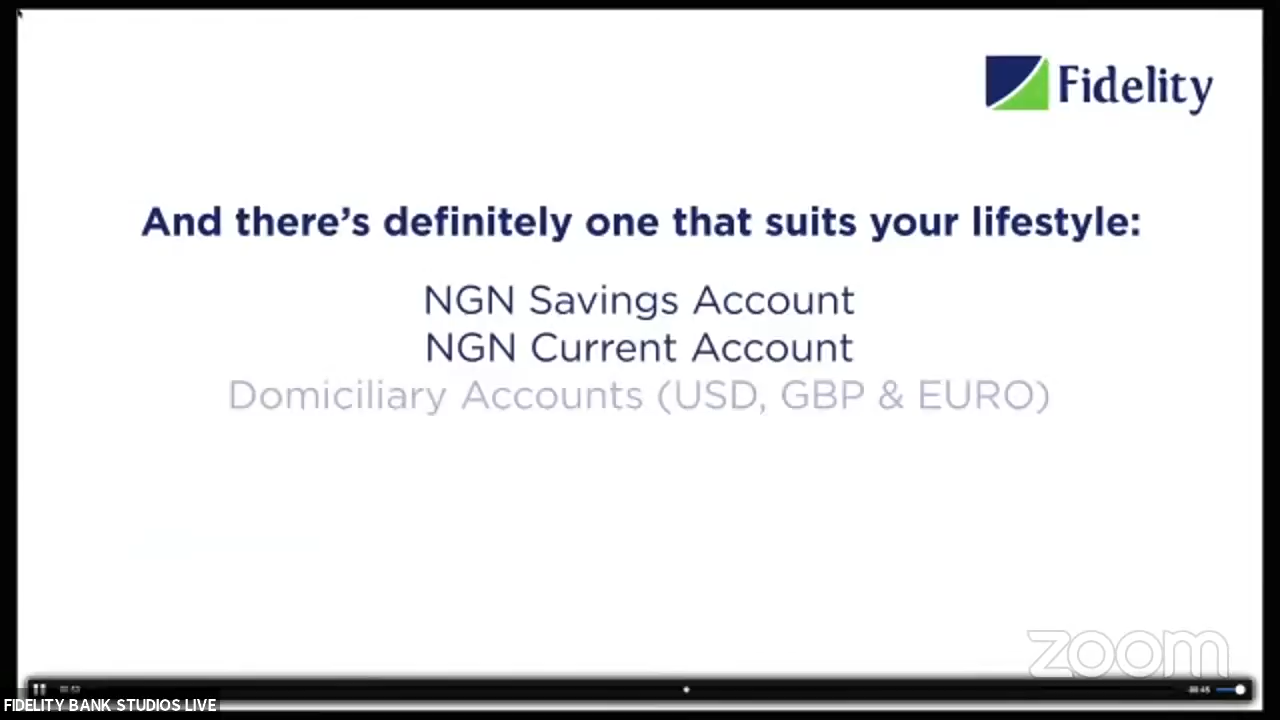 Fidelity
And there's definitely one that suits your lifestyle:
NGN Savings Account
NGN Current Account
Domiciliary Accounts (USD, GBP & EURO)
zoom
FIDELITY BANK STUDIOS LIVE